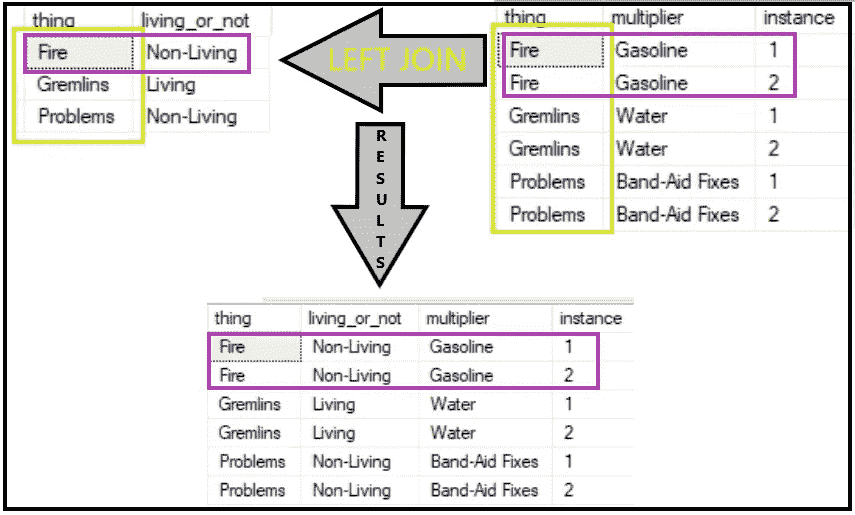 thing living_or_not
Fire Non-Living
Gremlins Living
Problems Non-Living
LEFT JOIN
thing multiplier instance
Fire Gasoline 1
Fire Gasoline 2
Gremlins Water 1
Gremlins Water 2
Problems Band-Aid Fixes 1
Problems Band-Aid Fixes 2
RESULTS
thing living_or_not multiplier instance
Fire Non-Living Gasoline 1
Fire Non-Living Gasoline 2
Gremlins Living Water 1
Gremlins Living Water 2
Problems Non-Living Band-Aid Fixes 1
Problems Non-Living Band-Aid Fixes 2